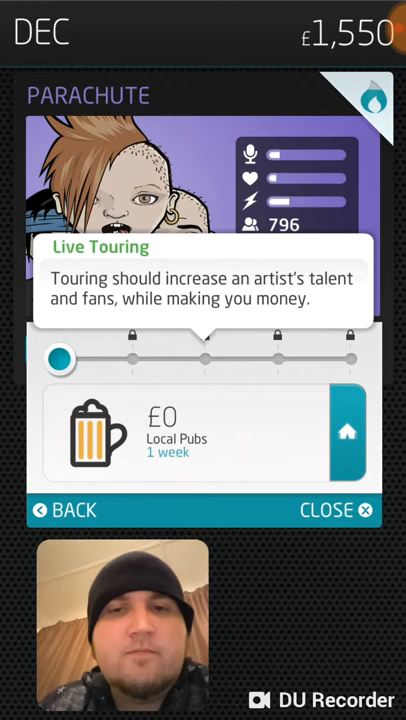 DEC
£1,550
PARACHUTE
796
Live Touring
Touring should increase an artist's talent
and fans, while making you money.
£0
Local Pubs
1 week
BACK
CLOSE
DU Recorder